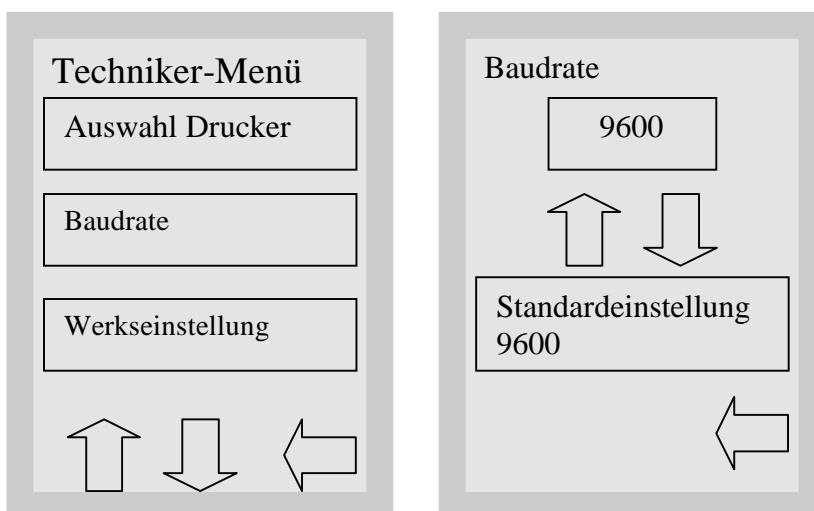 Techniker-Menü
Auswahl Drucker
Baudrate
Werkseinstellung
Baudrate
9600
Standardeinstellung
9600